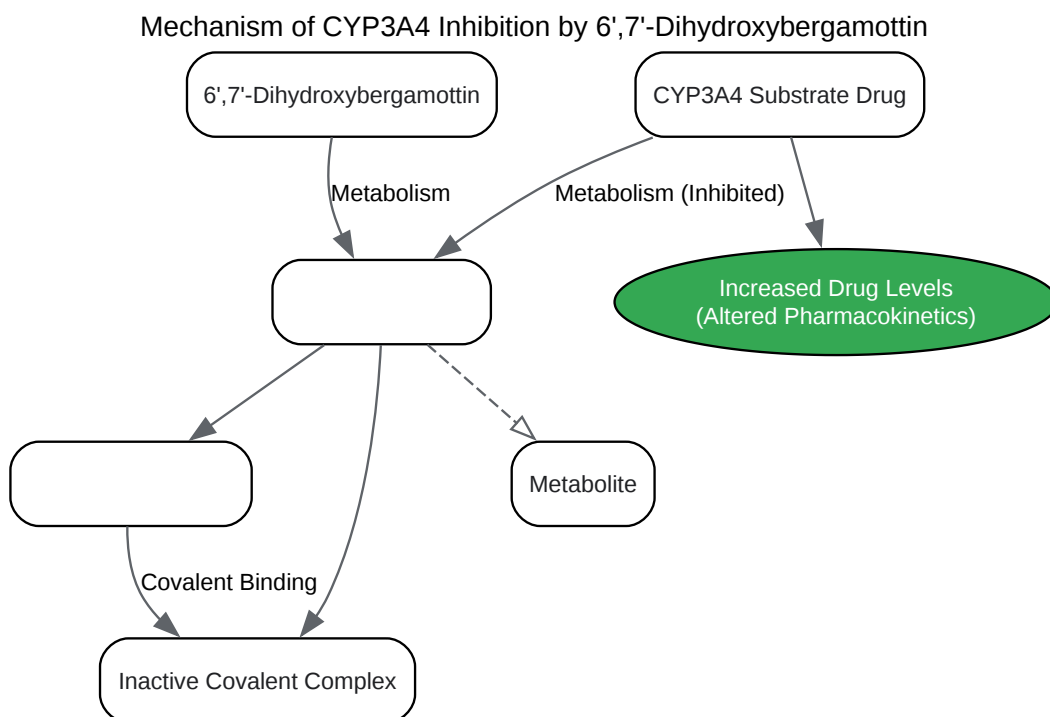 Mechanism of CYP3A4 Inhibition by 6',7'-Dihydroxybergamottin
6',7'-Dihydroxybergamottin
CYP3A4 Substrate Drug
Metabolism
Metabolism (Inhibited)
Increased Drug Levels
(Altered Pharmacokinetics)
Metabolite
Covalent Binding
Inactive Covalent Complex